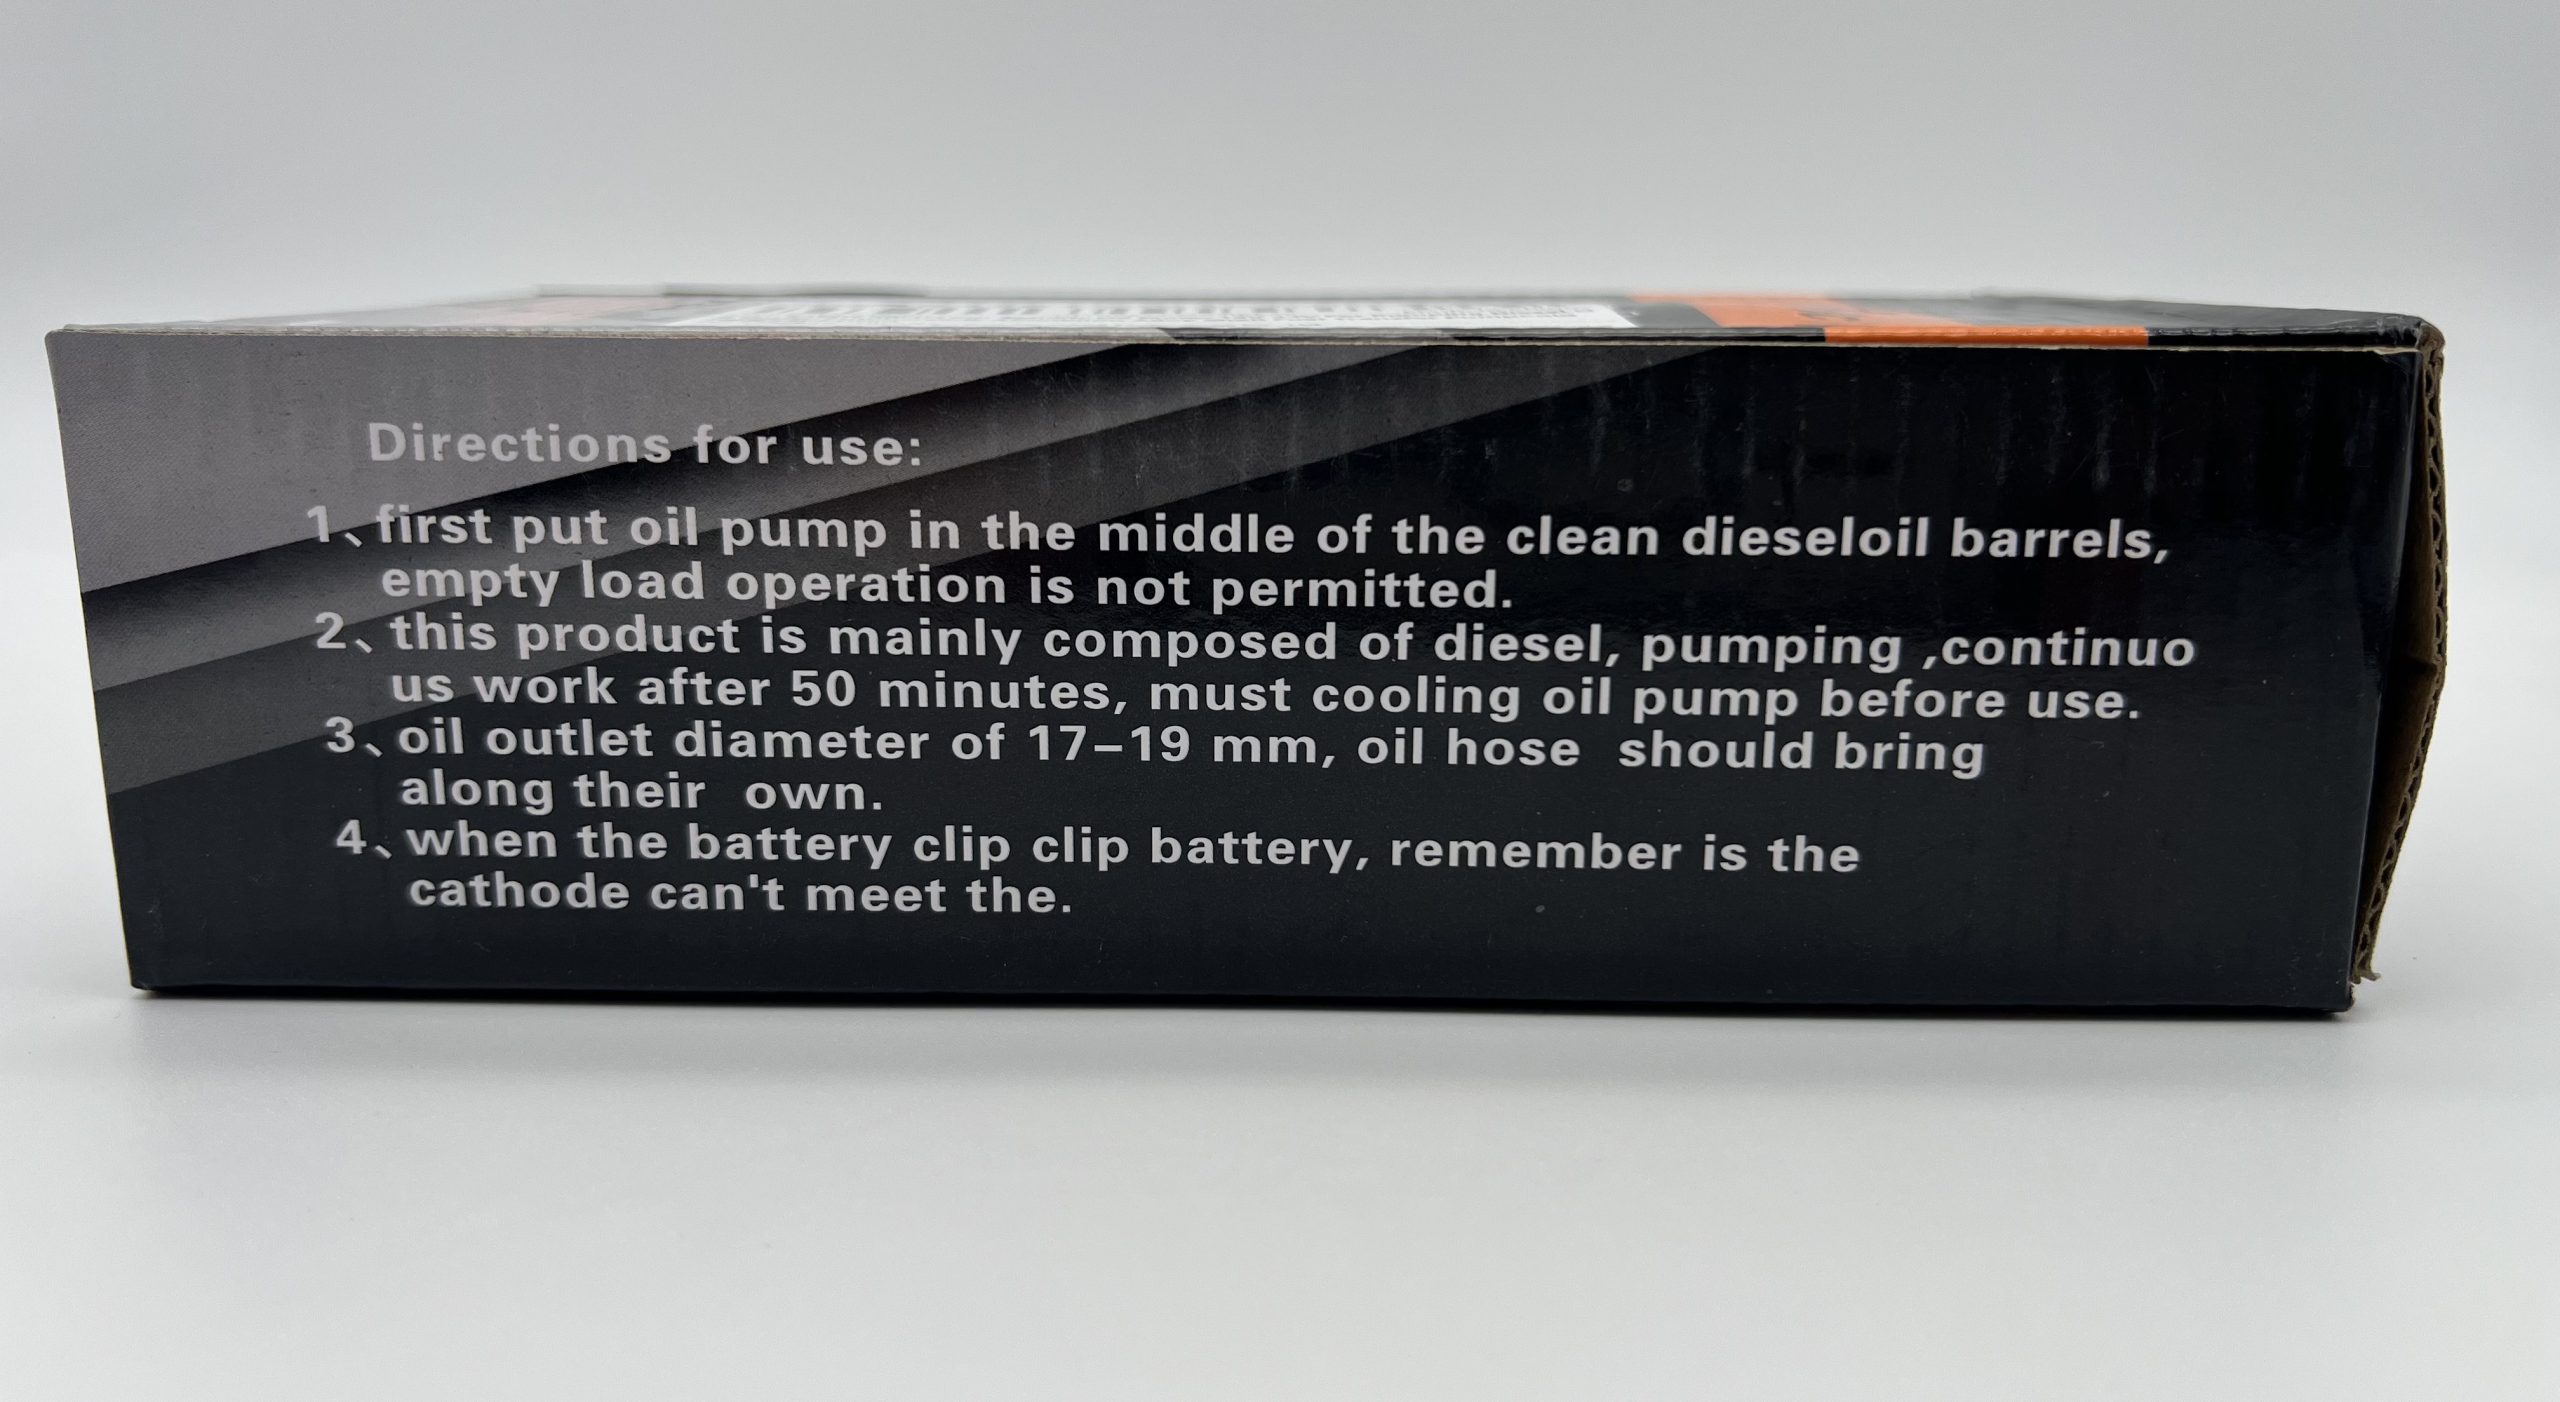 Directions for use:
1、first put oil pump in the middle of the clean dieseloil barrels,
empty load operation is not permitted.
2、this product is mainly composed of diesel, pumping ,continuo
us work after 50 minutes, must cooling oil pump before use.
3、oil outlet diameter of 17–19 mm, oil hose  should bring
along their  own.
4、when the battery clip clip battery, remember is the
cathode can't meet the.